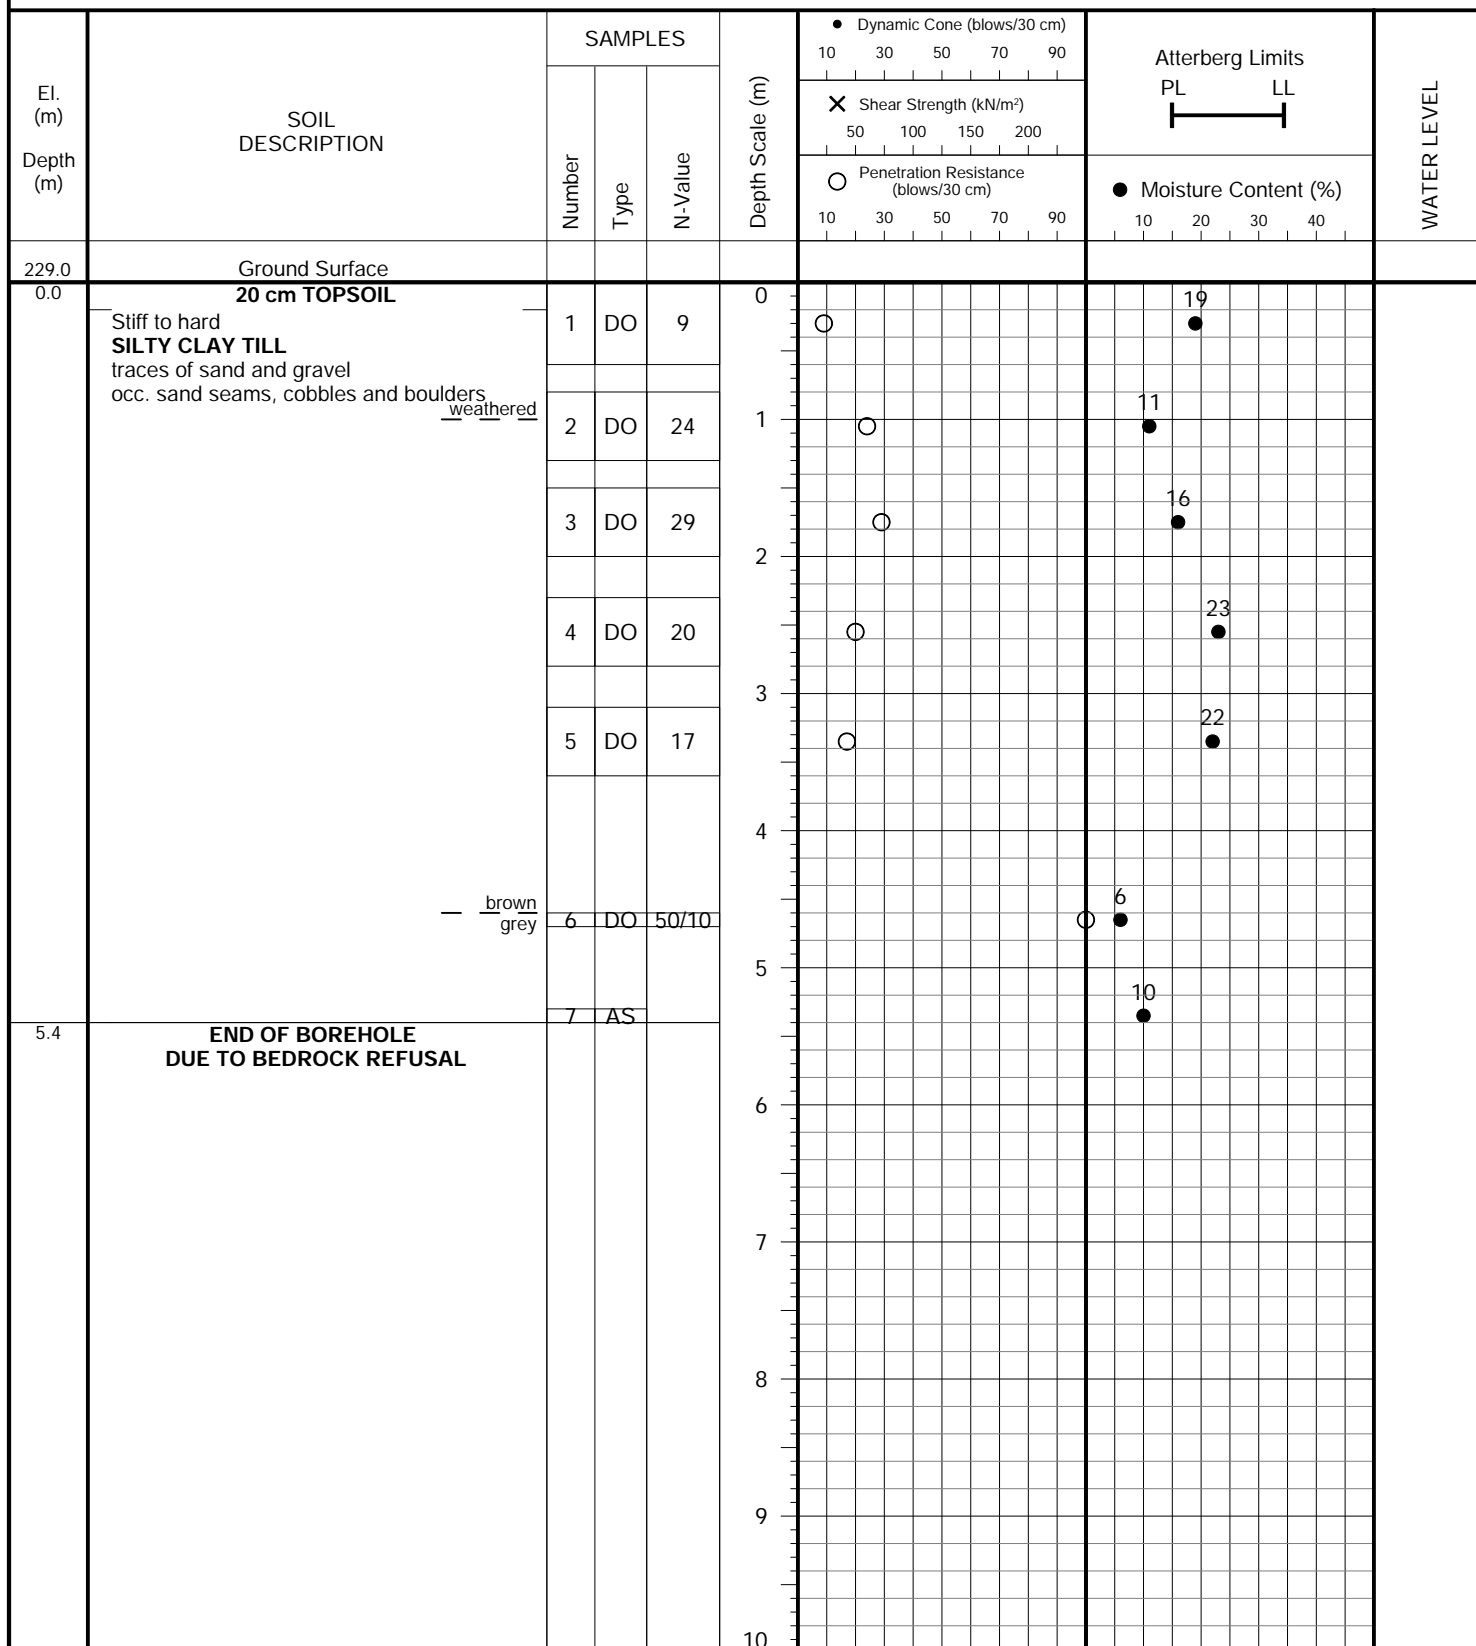 El.
(m)
Depth
(m)
SOIL
DESCRIPTION
SAMPLES
Number
Type
N-Value
Depth Scale (m)
Dynamic Cone (blows/30 cm)
10 30 50 70 90
Shear Strength (kN/m²)
50 100 150 200
Penetration Resistance
(blows/30 cm)
10 30 50 70 90
Atterberg Limits
PL LL
Moisture Content (%)
10 20 30 40
WATER LEVEL
229.0 Ground Surface
0.0 20 cm TOPSOIL 0
19
Stiff to hard
1 DO 9
SILTY CLAY TILL
traces of sand and gravel
occ. sand seams, cobbles and boulders
weathered
11
1
2 DO 24
16
3 DO 29
2
23
4 DO 20
3
22
5 DO 17
4
6
brown
grey
6 DO 50/10
5
10
7 AS
5.4 END OF BOREHOLE
DUE TO BEDROCK REFUSAL
6
7
8
9
10